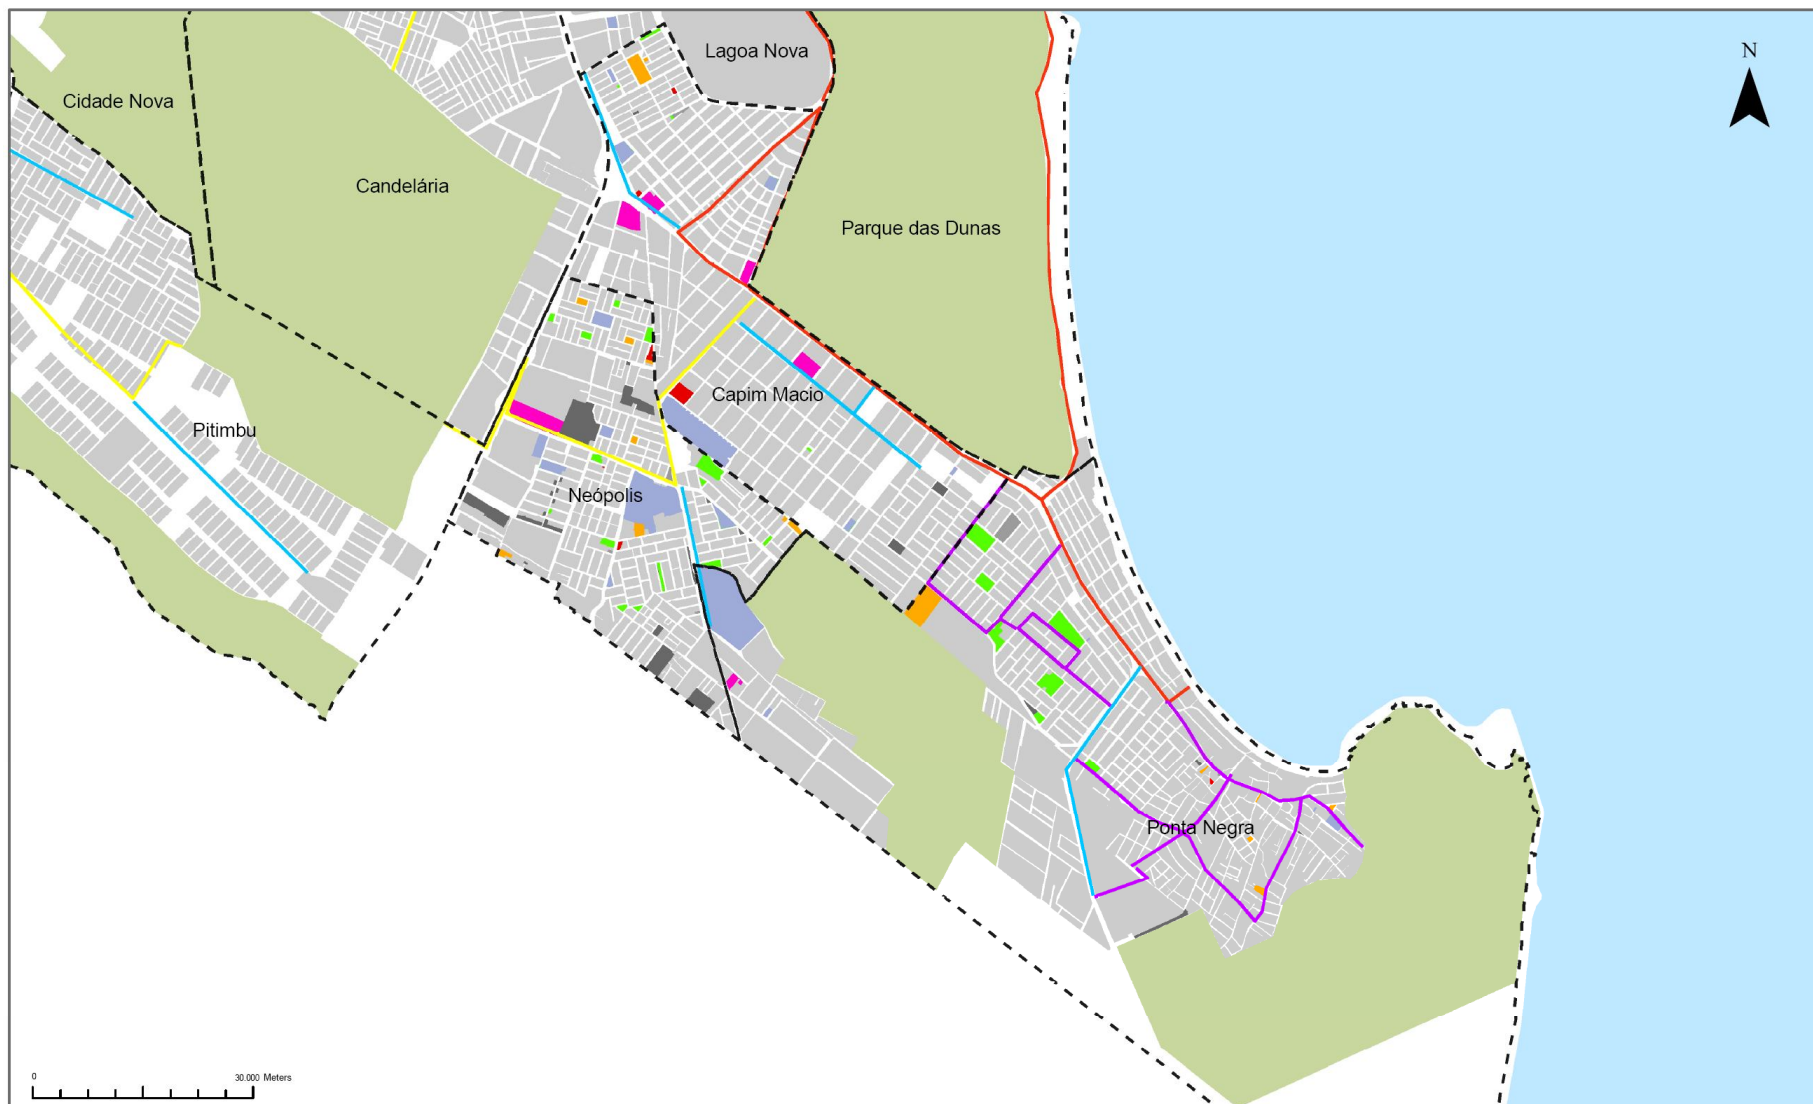 Lagoa Nova
N
Cidade Nova
Candelária
Parque das Dunas
Capim Macio
Pitimbu
Neópolis
Ponta Negra
0
30.000 Meters